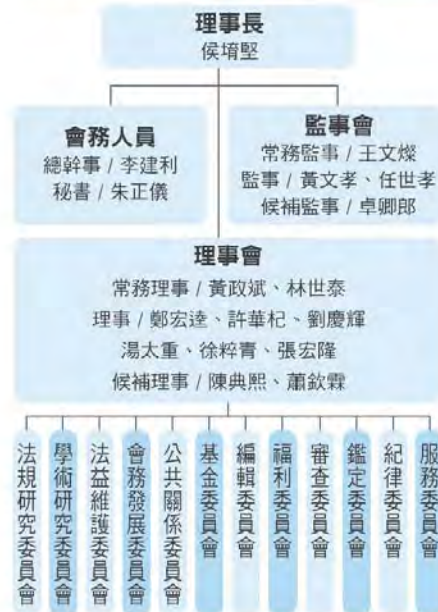 理事長
侯堉堅
會務人員
總幹事 / 李建利
秘書 / 朱正儀
監事會
常務監事 / 王文燦
監事 / 黃文孝、任世孝
候補監事 / 卓卿郎
理事會
常務理事 / 黃政斌、林世泰
理事 / 鄭宏逵、許華杞、劉慶輝
湯太重、徐粹青、張宏隆
候補理事 / 陳典熙、蕭欽霖
法規研究委員會
學術研究委員會
法益維護委員會
會務發展委員會
公共關係委員會
基金委員會
編輯委員會
福利委員會
審查委員會
鑑定委員會
紀律委員會
服務委員會